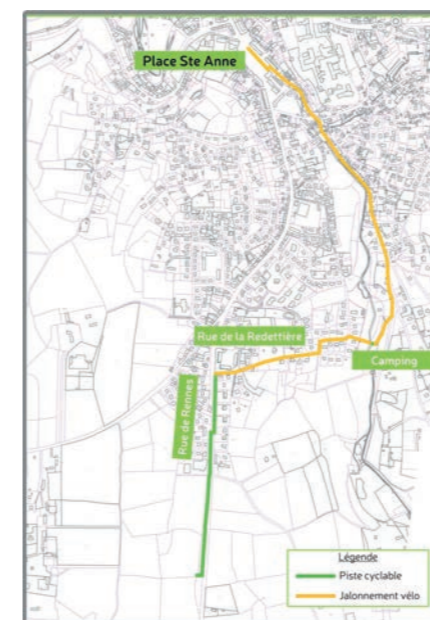 Place Ste Anne
Rue de la Redettière
Camping
Rue de Rennes
Légende
Piste cyclable
Jalonnement vélo